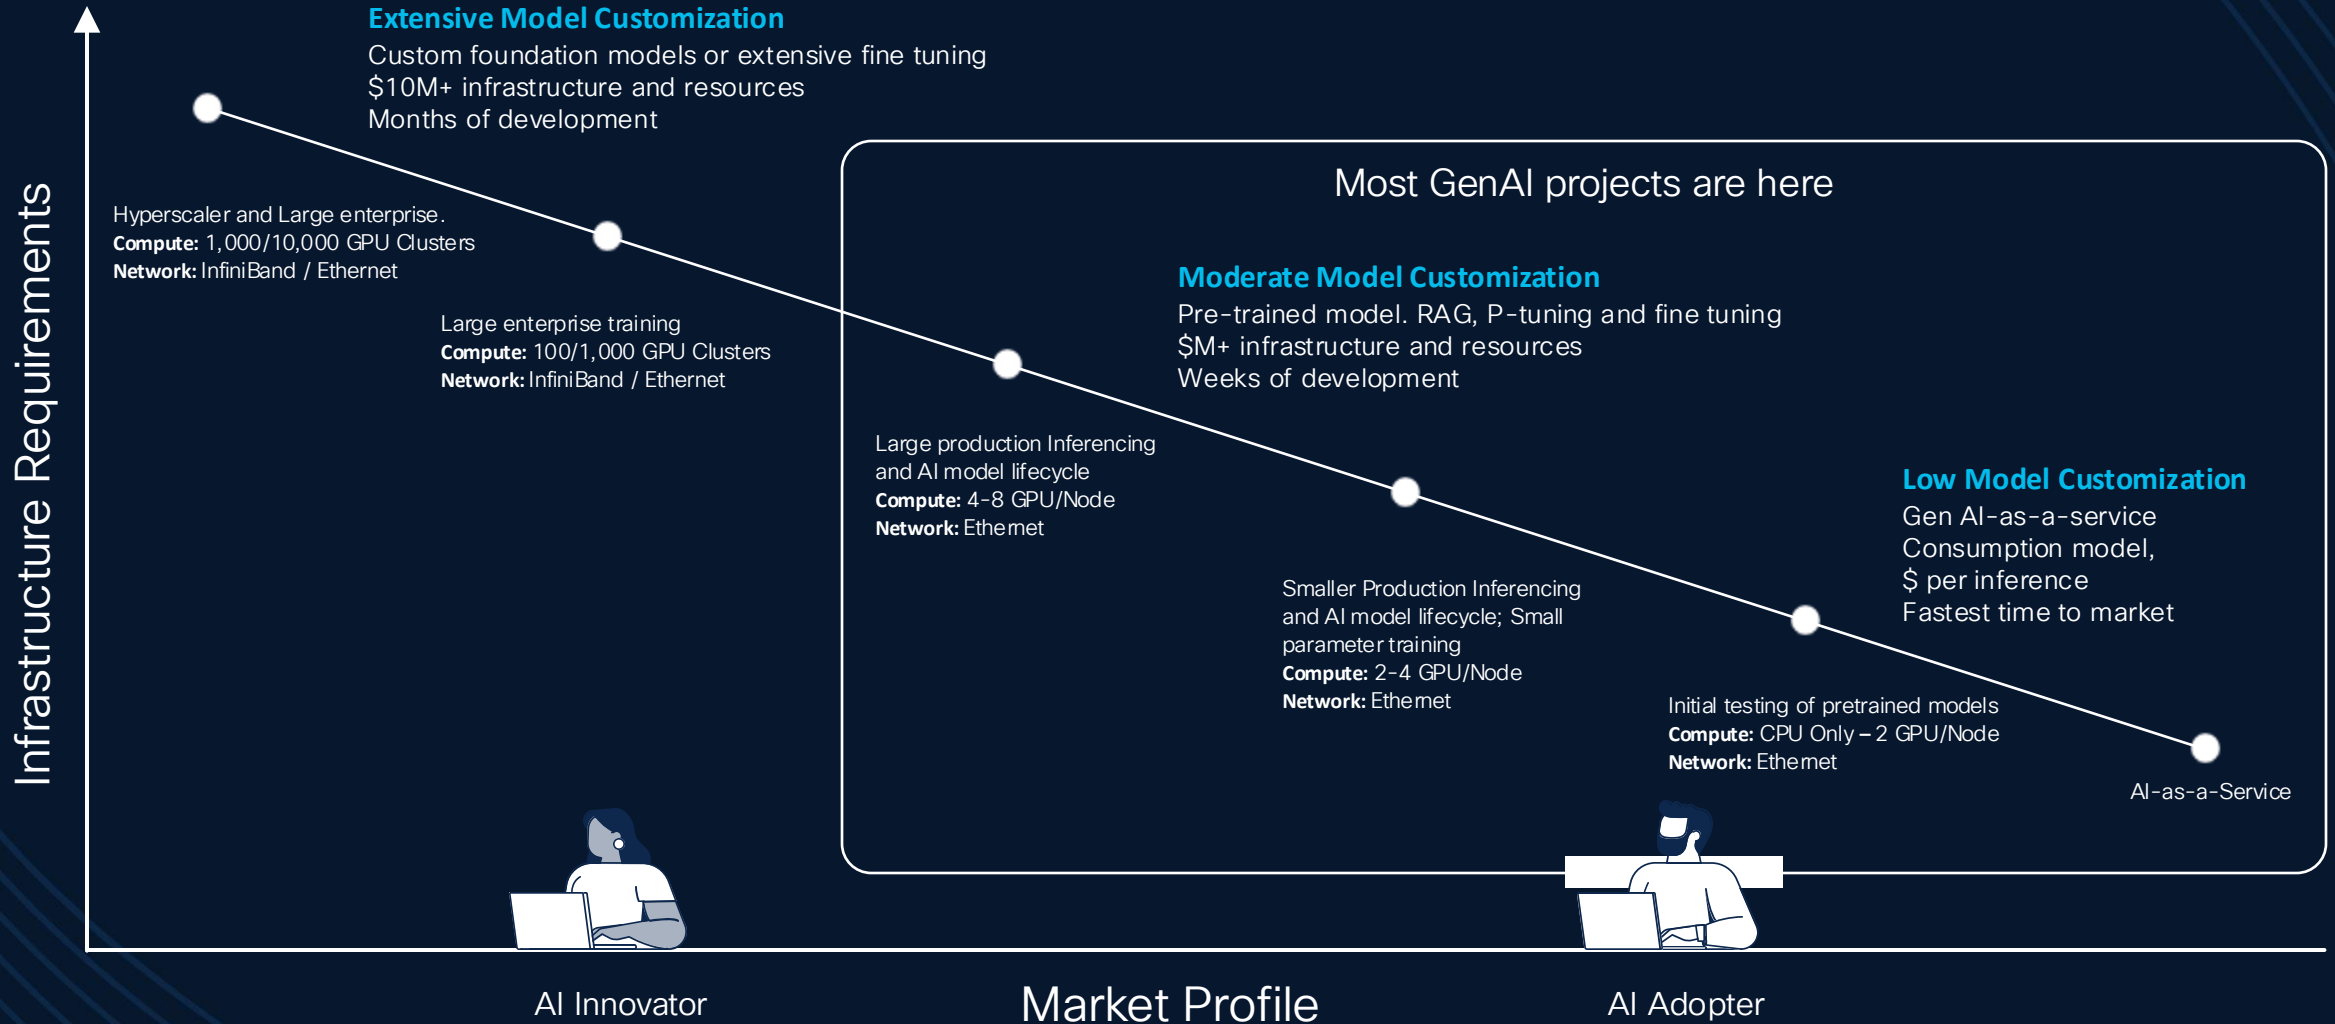 Extensive Model Customization
Custom foundation models or extensive fine tuning
$10M+ infrastructure and resources
Months of development
Most GenAI projects are here
Hyperscaler and Large enterprise.
Compute: 1,000/10,000 GPU Clusters
Network: InfiniBand / Ethernet
Large enterprise training
Compute: 100/1,000 GPU Clusters
Network: InfiniBand / Ethernet
Moderate Model Customization
Pre-trained model. RAG, P-tuning and fine tuning
$M+ infrastructure and resources
Weeks of development
Large production Inferencing
and AI model lifecycle
Compute: 4-8 GPU/Node
Network: Ethernet
Low Model Customization
Gen AI-as-a-service
Consumption model,
$ per inference
Fastest time to market
Smaller Production Inferencing
and AI model lifecycle; Small
parameter training
Compute: 2-4 GPU/Node
Network: Ethernet
Initial testing of pretrained models
Compute: CPU Only – 2 GPU/Node
Network: Ethernet
AI-as-a-Service
Infrastructure Requirements
AI Innovator
Market Profile
AI Adopter